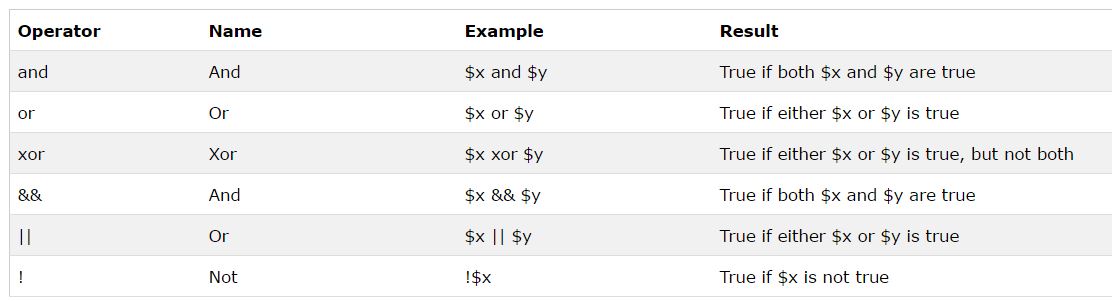 Operator Name Example Result
and And $x and $y True if both $x and $y are true
or Or $x or $y True if either $x or $y is true
xor Xor $x xor $y True if either $x or $y is true, but not both
&& And $x && $y True if both $x and $y are true
|| Or $x || $y True if either $x or $y is true
! Not !$x True if $x is not true